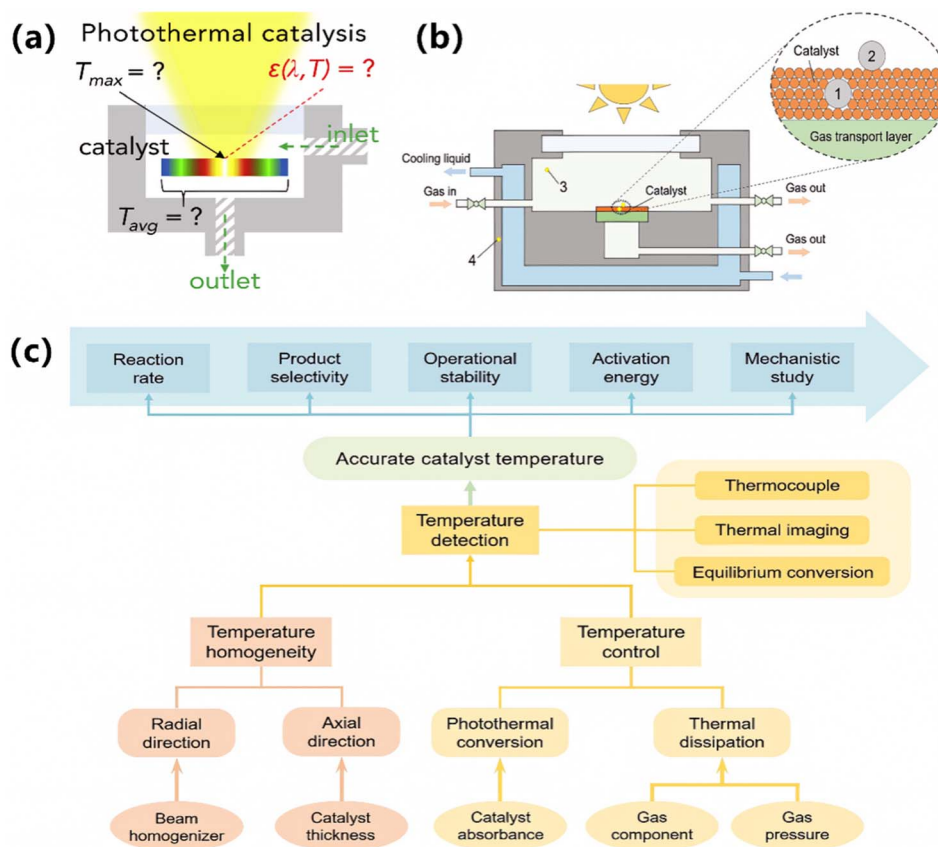 (a)
Photothermal catalysis
T_max = ?
ε(λ,T) = ?
inlet
catalyst
T_avg = ?
outlet
(b)
Catalyst
2
1
Gas transport layer
Cooling liquid
Gas in
3
Catalyst
Gas out
4
Gas out
(c)
Reaction
rate
Product
selectivity
Operational
stability
Activation
energy
Mechanistic
study
Accurate catalyst temperature
Temperature
detection
Thermocouple
Thermal imaging
Equilibrium conversion
Temperature
homogeneity
Temperature
control
Radial
direction
Axial
direction
Photothermal
conversion
Thermal
dissipation
Beam
homogenizer
Catalyst
thickness
Catalyst
absorbance
Gas
component
Gas
pressure